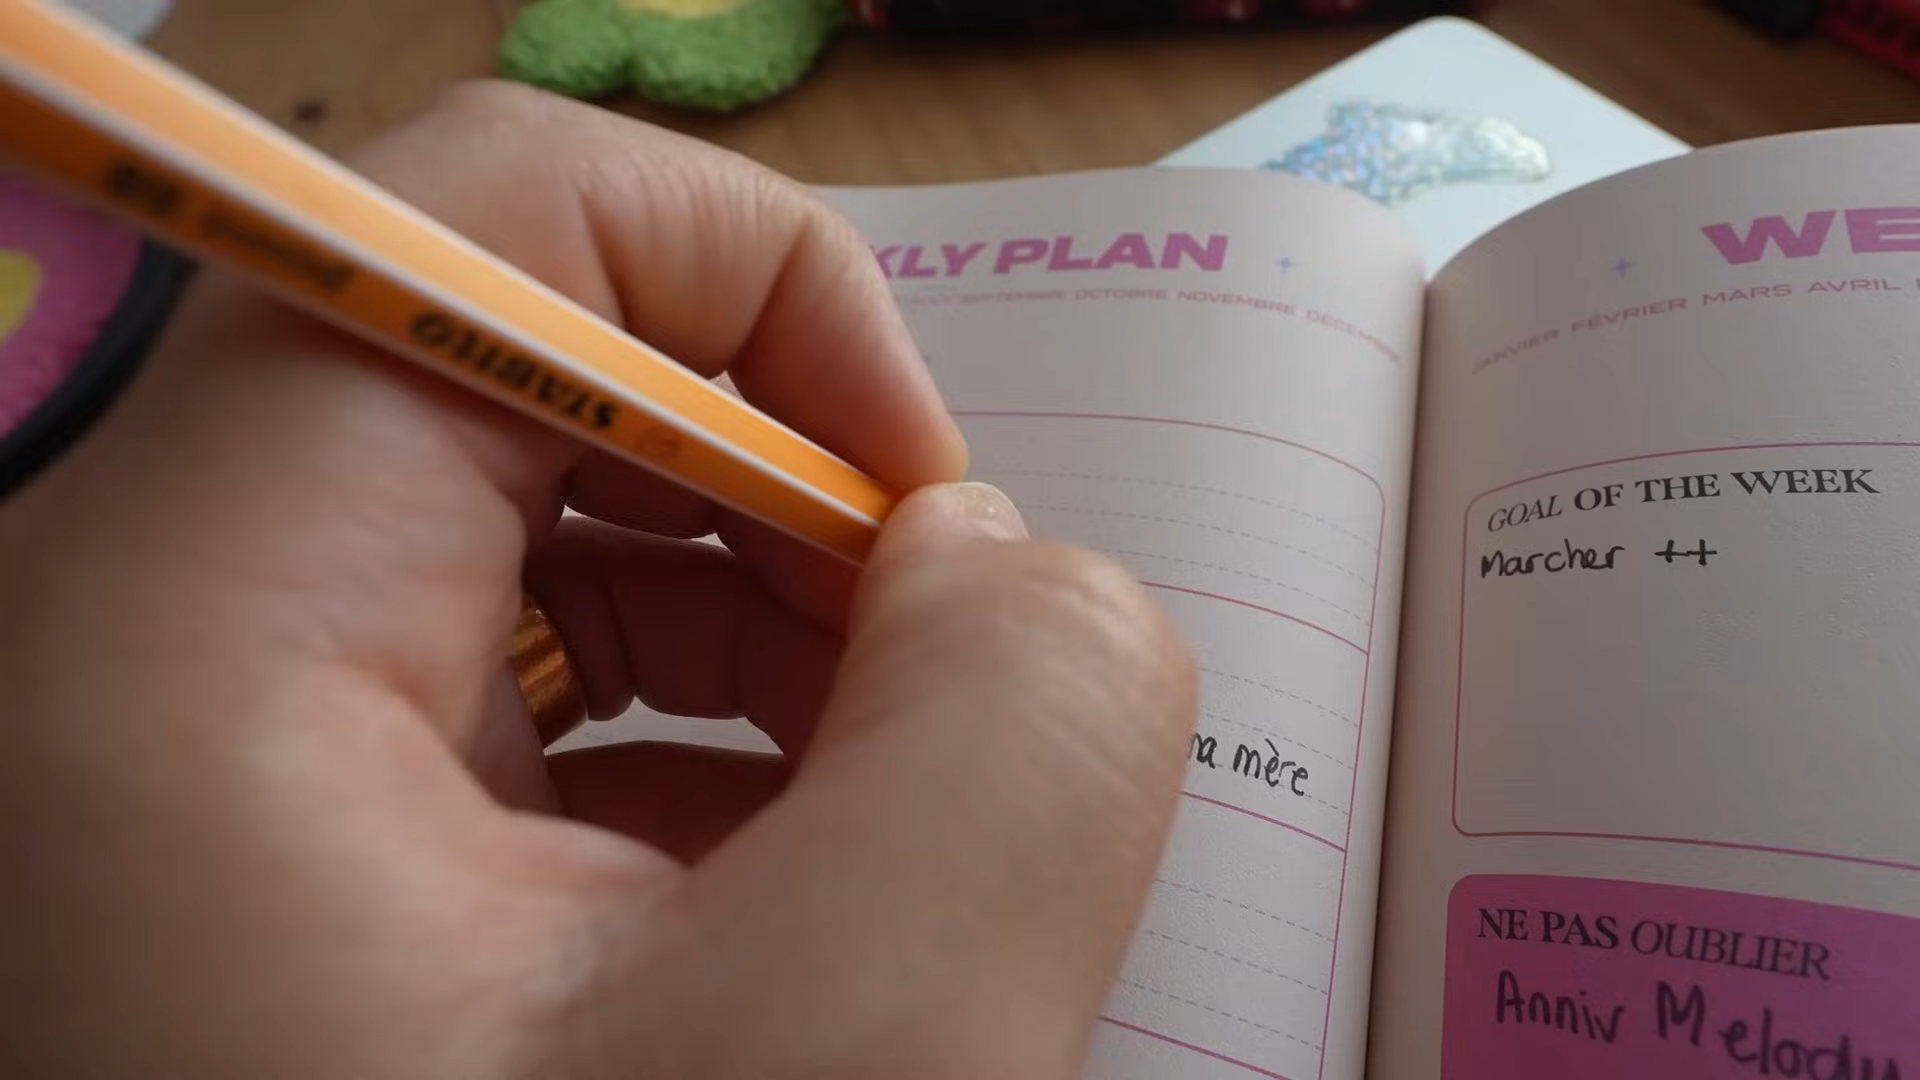 STABILO
KLY PLAN
SEPTEMBRE OCTOBRE NOVEMBRE DÉCEMBRE
ma mère
WE
JANVIER FÉVRIER MARS AVRIL
GOAL OF THE WEEK
Marcher ++
NE PAS OUBLIER
Anniv Melody